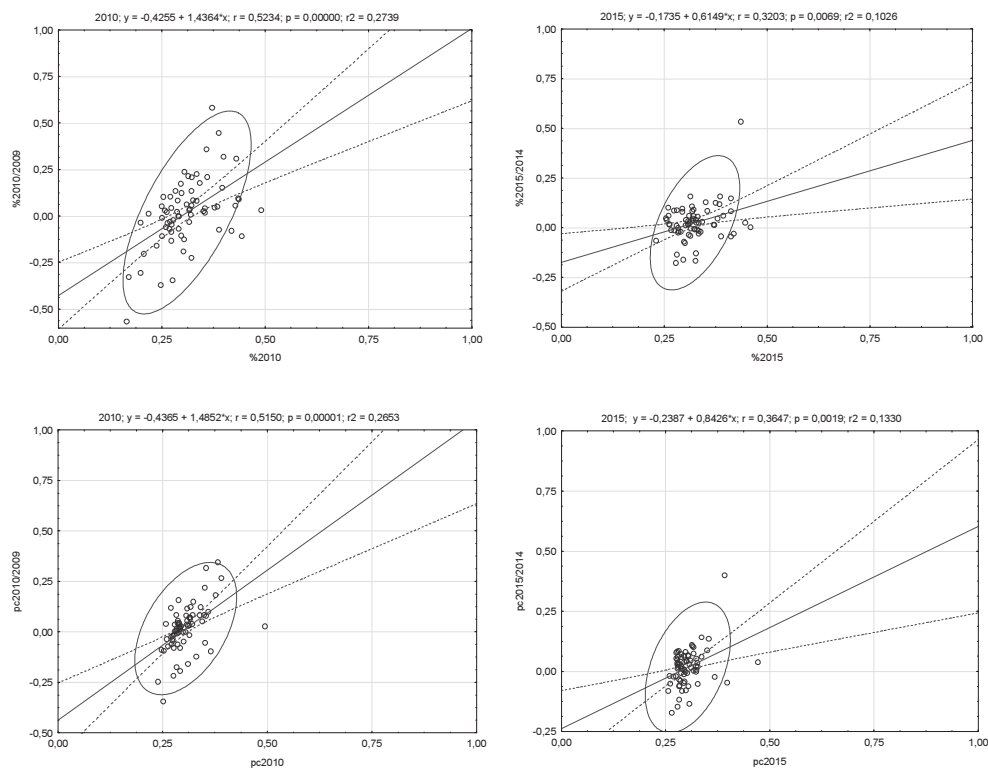 2010; y = -0,4255 + 1,4364*x; r = 0,5234; p = 0,00000; r2 = 0,2739
1,00
0,75
0,50
0,25
0,00
-0,25
-0,50
%2010/2009
0,00 0,25 0,50 0,75 1,00
%2010
2015; y = -0,1735 + 0,6149*x; r = 0,3203; p = 0,0069; r2 = 0,1026
1,00
0,75
0,50
0,25
0,00
-0,25
-0,50
%2015/2014
0,00 0,25 0,50 0,75 1,00
%2015
2010; y = -0,4365 + 1,4852*x; r = 0,5150; p = 0,00001; r2 = 0,2653
1,00
0,75
0,50
0,25
0,00
-0,25
-0,50
pc2010/2009
0,00 0,25 0,50 0,75 1,00
pc2010
2015; y = -0,2387 + 0,8426*x; r = 0,3647; p = 0,0019; r2 = 0,1330
1,00
0,75
0,50
0,25
0,00
-0,25
pc2015/2014
0,00 0,25 0,50 0,75 1,00
pc2015